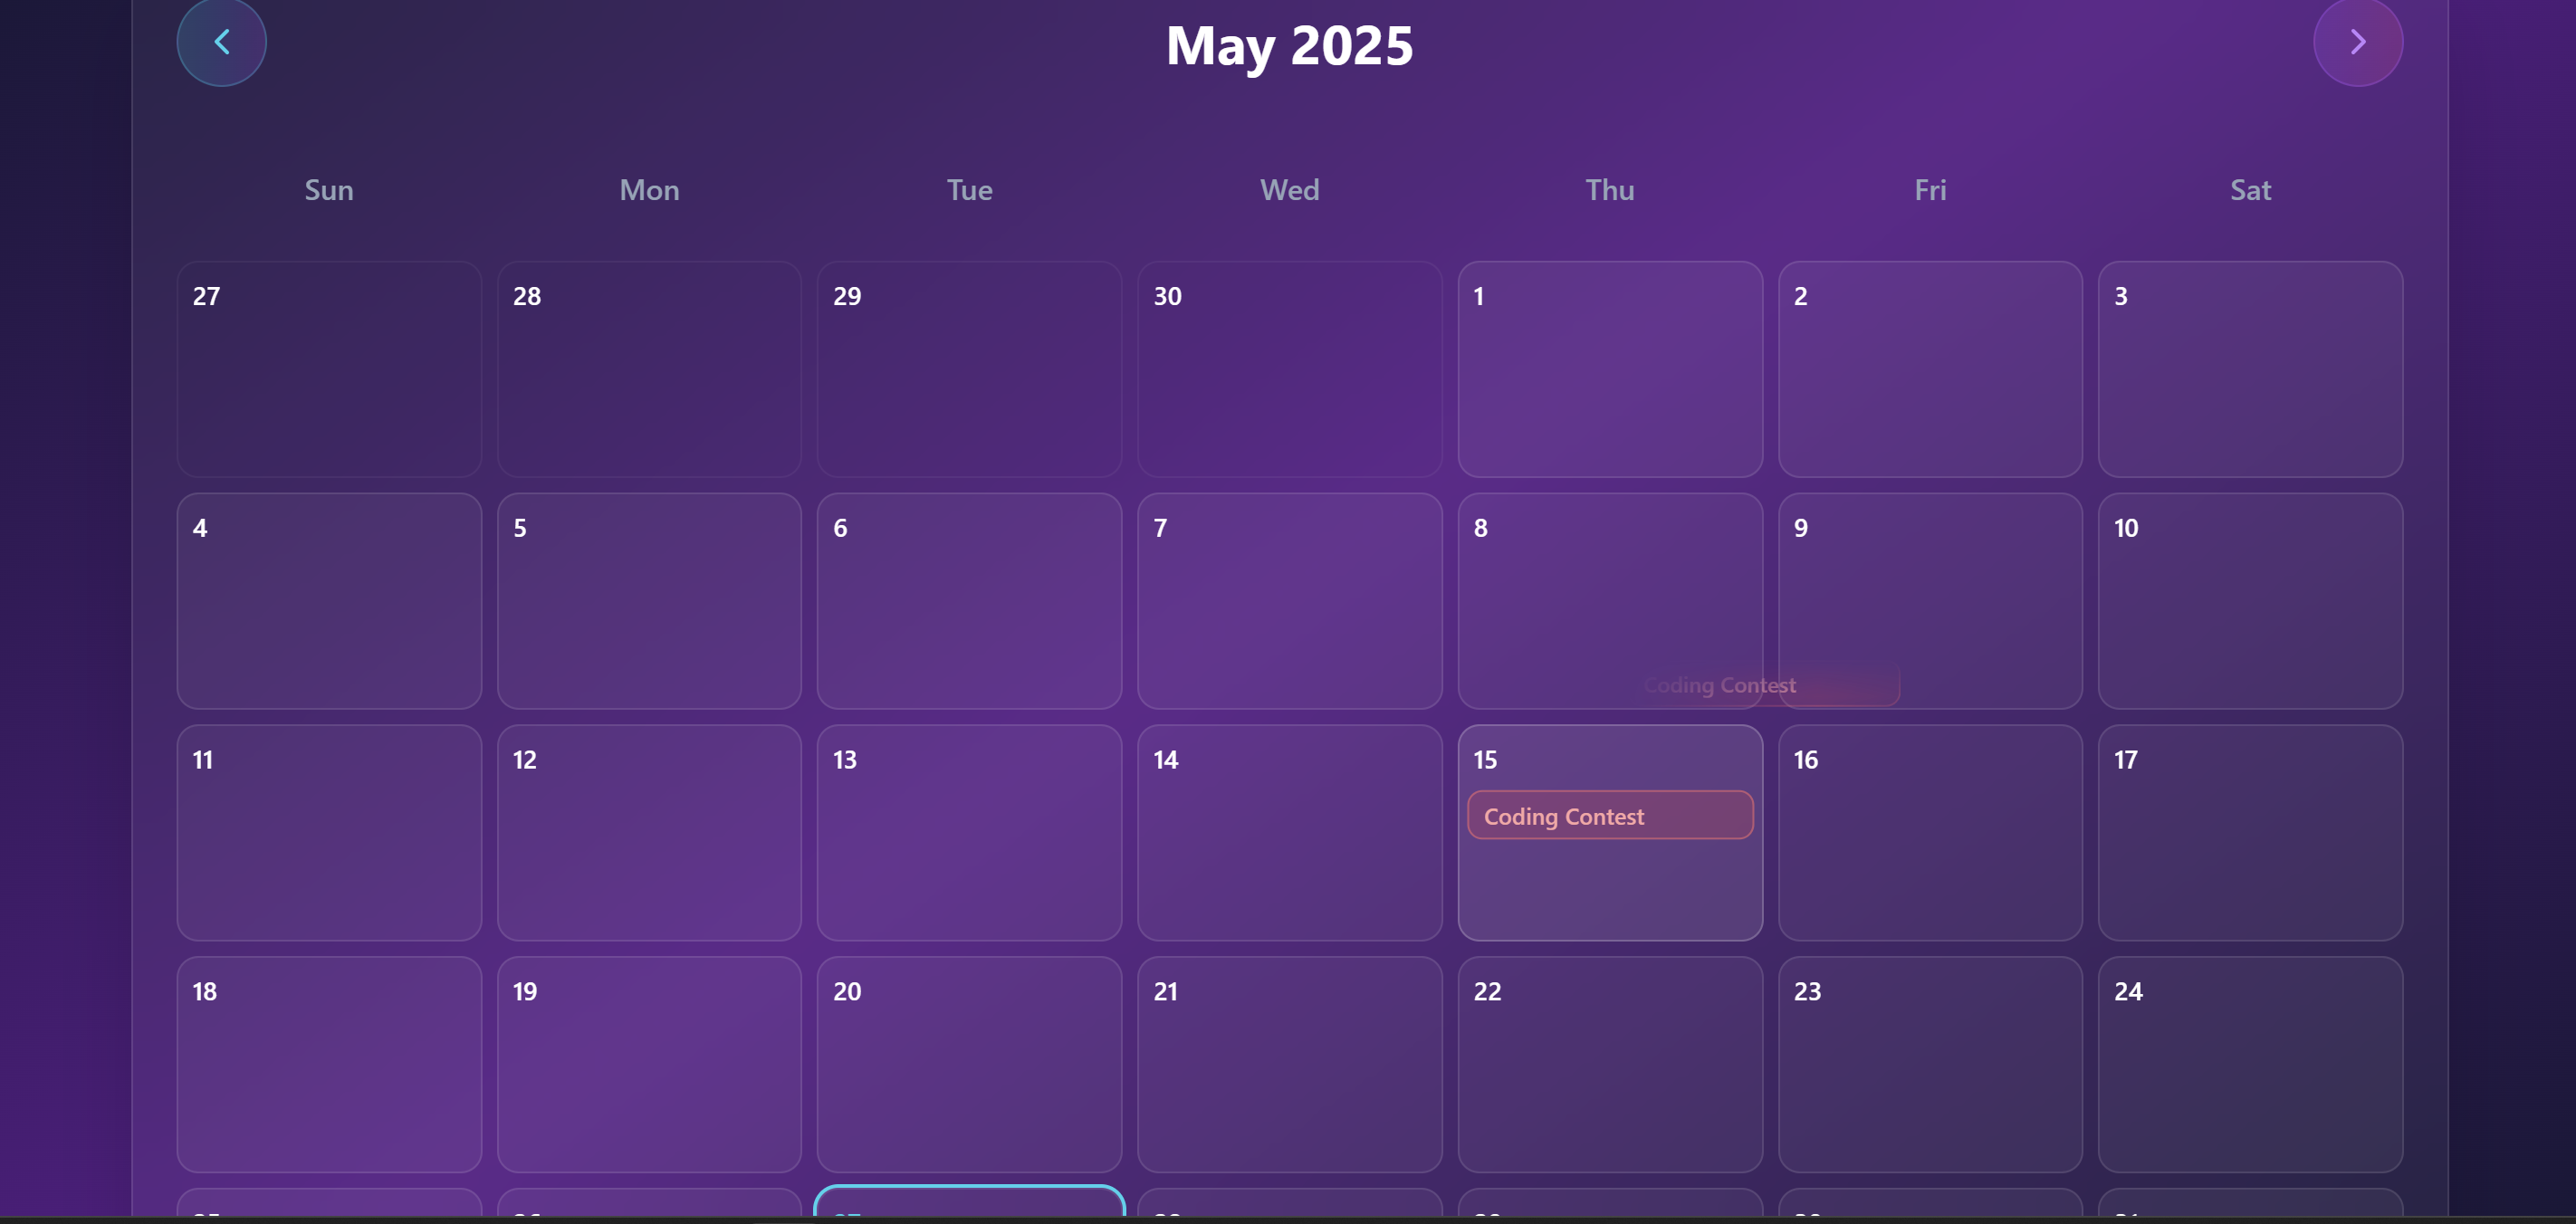 May 2025
Sun Mon Tue Wed Thu Fri Sat
27 28 29 30 1 2 3
4 5 6 7 8 9 10
Coding Contest
11 12 13 14 15 16 17
Coding Contest
18 19 20 21 22 23 24